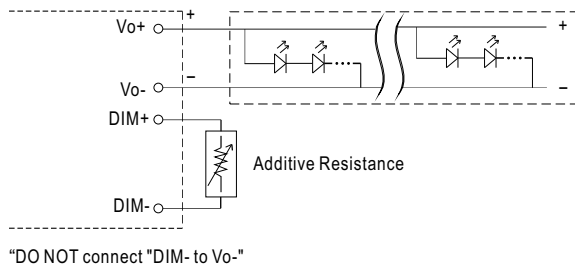 Vo+ +
+
Vo- −
−
DIM+
Additive Resistance
DIM-
“DO NOT connect "DIM- to Vo-"